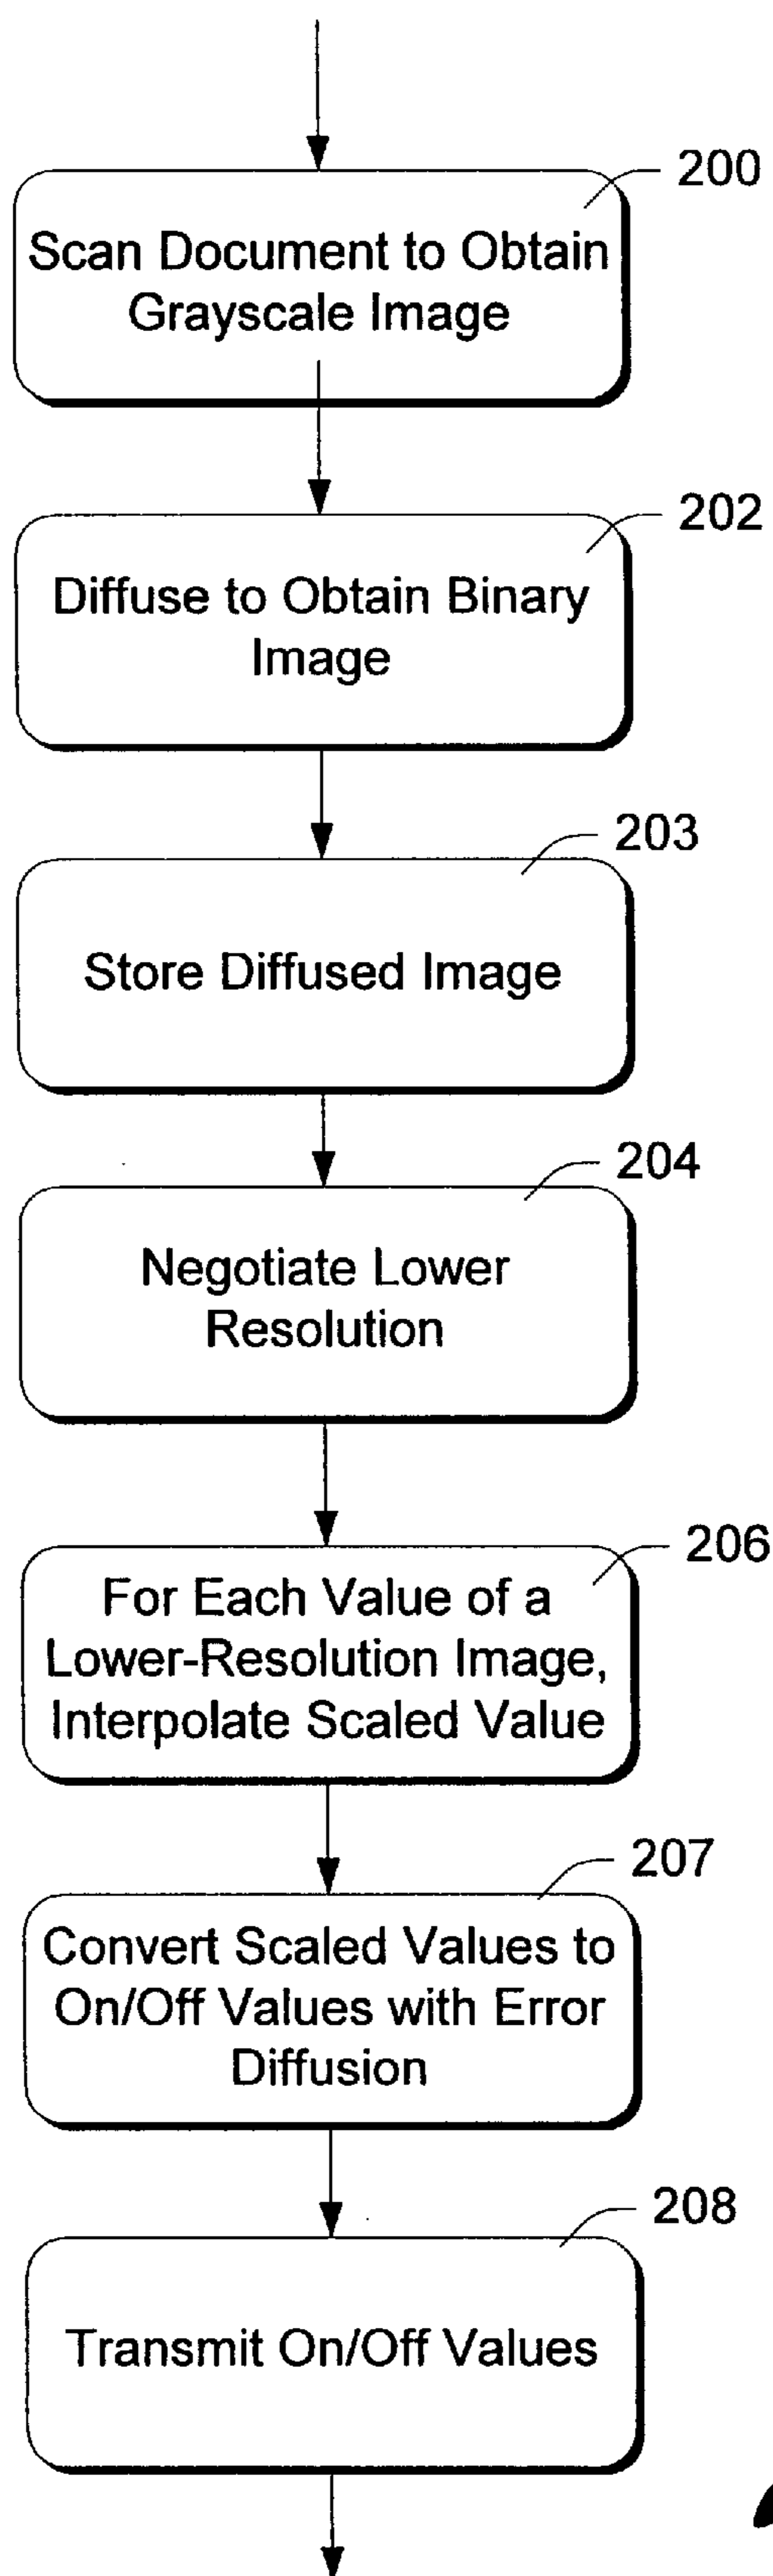 200
Scan Document to Obtain
Grayscale Image
202
Diffuse to Obtain Binary
Image
203
Store Diffused Image
204
Negotiate Lower
Resolution
206
For Each Value of a
Lower-Resolution Image,
Interpolate Scaled Value
207
Convert Scaled Values to
On/Off Values with Error
Diffusion
208
Transmit On/Off Values